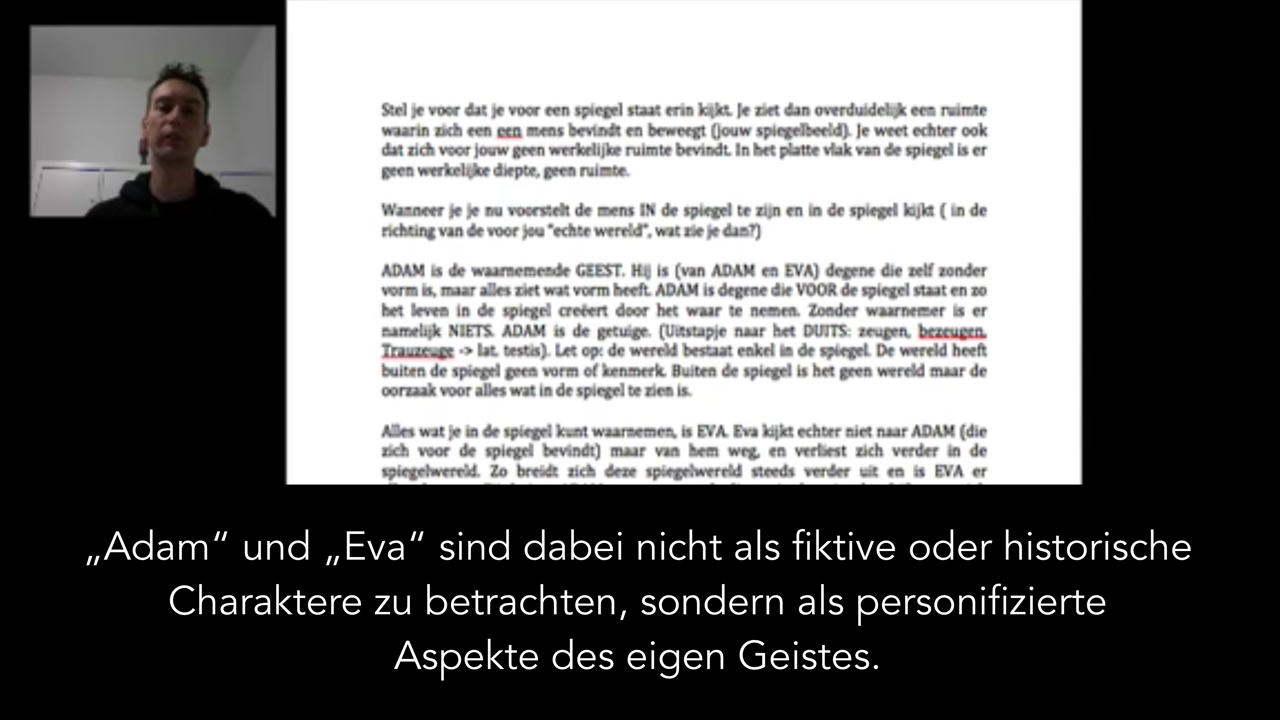 Stel je voor dat je voor een spiegel staat erin kijkt. Je ziet dan overduidelijk een ruimte
waarin zich een een mens bevindt en beweegt (jouw spiegelbeeld). Je weet echter ook
dat zich voor jouw geen werkelijke ruimte bevindt. In het platte vlak van de spiegel is er
geen werkelijke diepte, geen ruimte.
Wanneer je je nu voorstelt de mens IN de spiegel te zijn en in de spiegel kijkt ( in de
richting van de voor jou "echte wereld", wat zie je dan?)
ADAM is de waarnemende GEEST. Hij is (van ADAM en EVA) degene die zelf zonder
vorm is, maar alles ziet wat vorm heeft. ADAM is degene die VOOR de spiegel staat en zo
het leven in de spiegel creëert door het waar te nemen. Zonder waarnemer is er
namelijk NIETS. ADAM is de getuige. (Uitstapje naar het DUITS: zeugen, bezeugen,
Trauzeuge -> lat. testis). Let op: de wereld bestaat enkel in de spiegel. De wereld heeft
buiten de spiegel geen vorm of kenmerk. Buiten de spiegel is het geen wereld maar de
oorzaak voor alles wat in de spiegel te zien is.
Alles wat je in de spiegel kunt waarnemen, is EVA. Eva kijkt echter niet naar ADAM (die
zich voor de spiegel bevindt) maar van hem weg, en verliest zich verder in de
spiegelwereld. Zo breidt zich deze spiegelwereld steeds verder uit en is EVA er
„Adam“ und „Eva“ sind dabei nicht als fiktive oder historische
Charaktere zu betrachten, sondern als personifizierte
Aspekte des eigen Geistes.